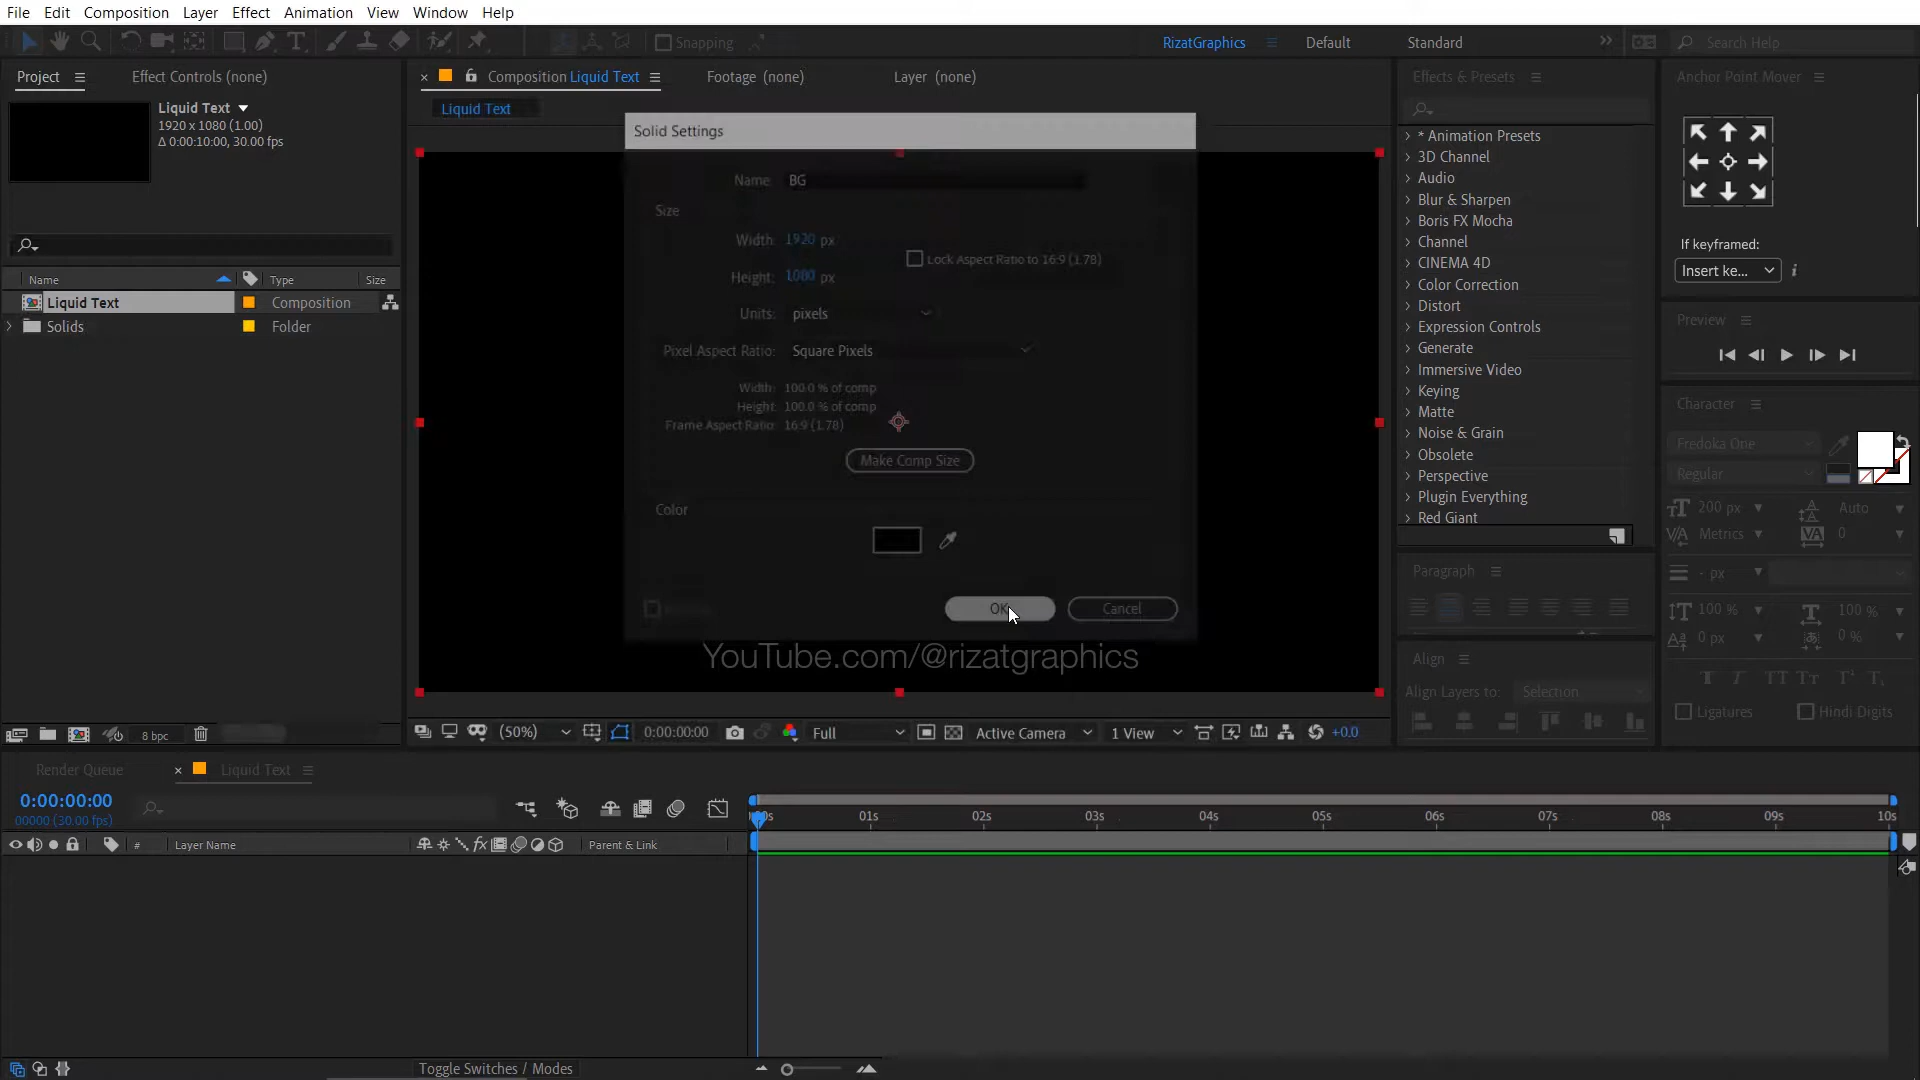 File Edit Composition Layer Effect Animation View Window Help
Snapping
RizatGraphics Default Standard
Search Help
Project
Effect Controls (none)
Composition Liquid Text
Footage (none)
Layer (none)
Effects & Presets
Anchor Point Mover
Liquid Text
1920 x 1080 (1.00)
Δ 0:00:10:00, 30.00 fps
Liquid Text
Solid Settings
Name BG
Size
Width: 1920 px
Height: 1080 px
Lock Aspect Ratio to 16:9 (1.78)
Units: pixels
Pixel Aspect Ratio: Square Pixels
Width: 100.0 % of comp
Height: 100.0 % of comp
Frame Aspect Ratio: 16:9 (1.78)
Make Comp Size
Color
OK
Cancel
YouTube.com/@rizatgraphics
Name Type Size
Liquid Text Composition
Solids Folder
8 bpc
* Animation Presets
3D Channel
Audio
Blur & Sharpen
Boris FX Mocha
Channel
CINEMA 4D
Color Correction
Distort
Expression Controls
Generate
Immersive Video
Keying
Matte
Noise & Grain
Obsolete
Perspective
Plugin Everything
Red Giant
If keyframed:
Insert ke...
Preview
Character
Fredoka One
Regular
200 px Auto
Metrics 0
- px
100 % 100 %
0 px 0 %
Ligatures Hindi Digits
Paragraph
Align
Align Layers to: Selection
(50%) 0:00:00:00 Full Active Camera 1 View +0.0
Render Queue
Liquid Text
0:00:00:00
00000 (30.00 fps)
01s 02s 03s 04s 05s 06s 07s 08s 09s 10s
# Layer Name Parent & Link
Toggle Switches / Modes